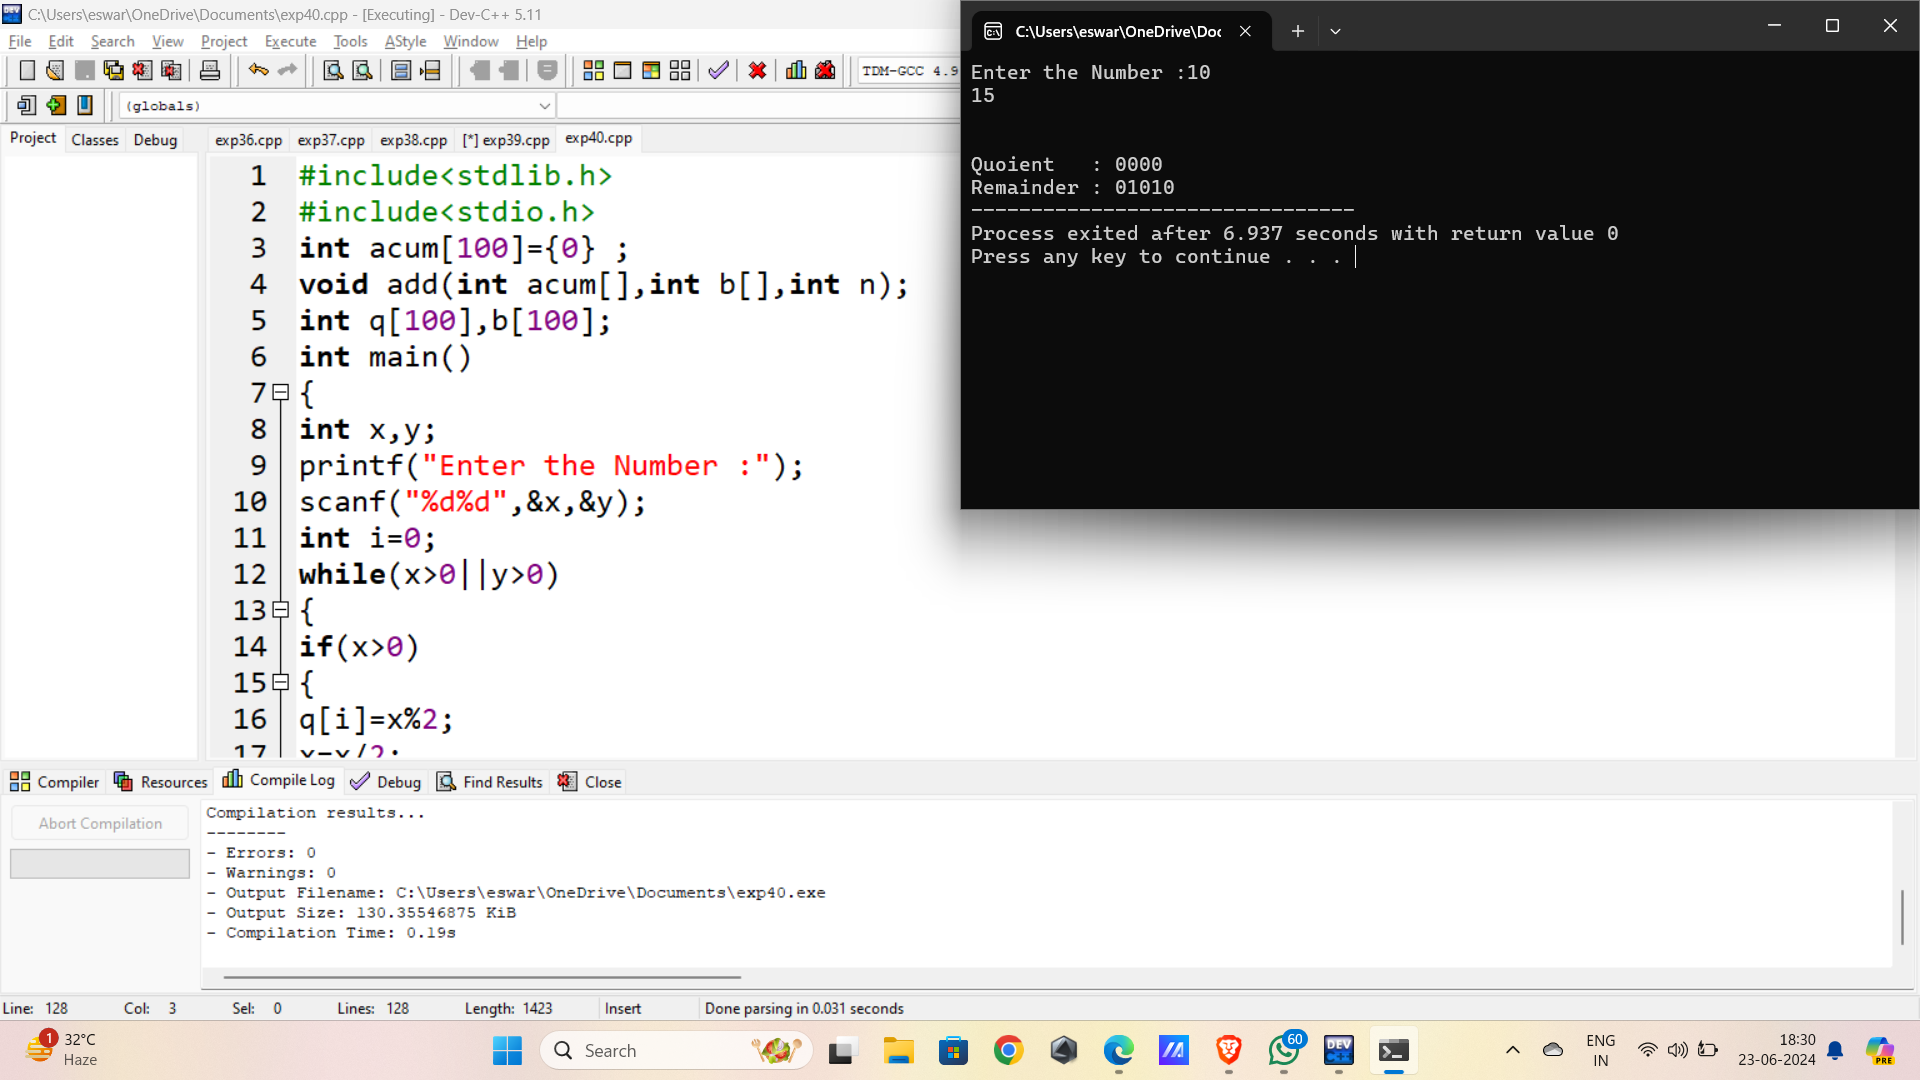 C:\Users\eswar\OneDrive\Documents\exp40.cpp - [Executing] - Dev-C++ 5.11
File Edit Search View Project Execute Tools AStyle Window Help
TDM-GCC 4.9
(globals)
Project Classes Debug
exp36.cpp exp37.cpp exp38.cpp [*] exp39.cpp exp40.cpp
1 #include<stdlib.h>
2 #include<stdio.h>
3 int acum[100]={0} ;
4 void add(int acum[],int b[],int n);
5 int q[100],b[100];
6 int main()
7 {
8 int x,y;
9 printf("Enter the Number :");
10 scanf("%d%d",&x,&y);
11 int i=0;
12 while(x>0||y>0)
13 {
14 if(x>0)
15 {
16 q[i]=x%2;
17 x=x/2;
C:\Users\eswar\OneDrive\Doc
Enter the Number :10
15
Quoient : 0000
Remainder : 01010
--------------------------------
Process exited after 6.937 seconds with return value 0
Press any key to continue . . .
Compiler Resources Compile Log Debug Find Results Close
Abort Compilation
Compilation results...
--------
- Errors: 0
- Warnings: 0
- Output Filename: C:\Users\eswar\OneDrive\Documents\exp40.exe
- Output Size: 130.35546875 KiB
- Compilation Time: 0.19s
Line: 128 Col: 3 Sel: 0 Lines: 128 Length: 1423 Insert Done parsing in 0.031 seconds
1
32°C
Haze
Search
60
DEV
C++
ENG
IN
18:30
23-06-2024
PRE